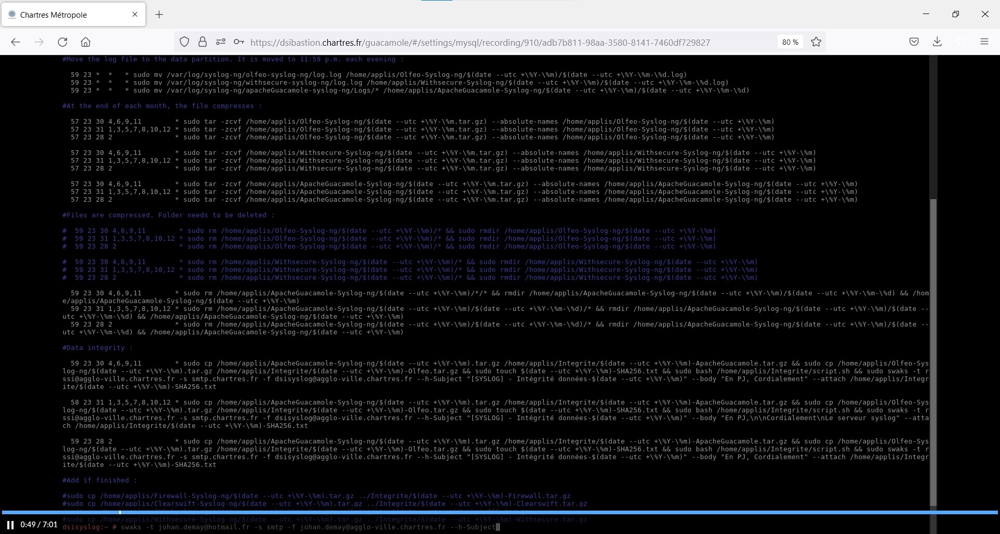 Chartres Métropole
https://dsibastion.chartres.fr/guacamole/#/settings/mysql/recording/910/adb7b811-98aa-3580-8141-7460df729827
80 %
#Move the log file to the data partition. It is moved to 11:59 p.m. each evening :
59 23 *  *   * sudo mv /var/log/syslog-ng/olfeo-syslog-ng/log.log /home/applis/Olfeo-Syslog-ng/$(date --utc +\%Y-\%m)/$(date --utc +\%Y-\%m-\%d.log)
59 23 *  *   * sudo mv /var/log/syslog-ng/withsecure-syslog-ng/log.log /home/applis/Withsecure-Syslog-ng/$(date --utc +\%Y-\%m)/$(date --utc +\%Y-\%m-\%d.log)
59 23 *  *   * sudo mv /var/log/syslog-ng/apacheGuacamole-syslog-ng/Logs/* /home/applis/ApacheGuacamole-Syslog-ng/$(date --utc +\%Y-\%m)/$(date --utc +\%Y-\%m-\%d)
#At the end of each month, the file compresses :
57 23 30 4,6,9,11        * sudo tar -zcvf /home/applis/Olfeo-Syslog-ng/$(date --utc +\%Y-\%m.tar.gz) --absolute-names /home/applis/Olfeo-Syslog-ng/$(date --utc +\%Y-\%m)
57 23 31 1,3,5,7,8,10,12 * sudo tar -zcvf /home/applis/Olfeo-Syslog-ng/$(date --utc +\%Y-\%m.tar.gz) --absolute-names /home/applis/Olfeo-Syslog-ng/$(date --utc +\%Y-\%m)
57 23 28 2               * sudo tar -zcvf /home/applis/Olfeo-Syslog-ng/$(date --utc +\%Y-\%m.tar.gz) --absolute-names /home/applis/Olfeo-Syslog-ng/$(date --utc +\%Y-\%m)
57 23 30 4,6,9,11        * sudo tar -zcvf /home/applis/Withsecure-Syslog-ng/$(date --utc +\%Y-\%m.tar.gz) --absolute-names /home/applis/Withsecure-Syslog-ng/$(date --utc +\%Y-\%m)
57 23 31 1,3,5,7,8,10,12 * sudo tar -zcvf /home/applis/Withsecure-Syslog-ng/$(date --utc +\%Y-\%m.tar.gz) --absolute-names /home/applis/Withsecure-Syslog-ng/$(date --utc +\%Y-\%m)
57 23 28 2               * sudo tar -zcvf /home/applis/Withsecure-Syslog-ng/$(date --utc +\%Y-\%m.tar.gz) --absolute-names /home/applis/Withsecure-Syslog-ng/$(date --utc +\%Y-\%m)
57 23 30 4,6,9,11        * sudo tar -zcvf /home/applis/ApacheGuacamole-Syslog-ng/$(date --utc +\%Y-\%m.tar.gz) --absolute-names /home/applis/ApacheGuacamole-Syslog-ng/$(date --utc +\%Y-\%m)
57 23 31 1,3,5,7,8,10,12 * sudo tar -zcvf /home/applis/ApacheGuacamole-Syslog-ng/$(date --utc +\%Y-\%m.tar.gz) --absolute-names /home/applis/ApacheGuacamole-Syslog-ng/$(date --utc +\%Y-\%m)
57 23 28 2               * sudo tar -zcvf /home/applis/ApacheGuacamole-Syslog-ng/$(date --utc +\%Y-\%m.tar.gz) --absolute-names /home/applis/ApacheGuacamole-Syslog-ng/$(date --utc +\%Y-\%m)
#Files are compressed. Folder needs to be deleted :
#  59 23 30 4,6,9,11        * sudo rm /home/applis/Olfeo-Syslog-ng/$(date --utc +\%Y-\%m)/* && sudo rmdir /home/applis/Olfeo-Syslog-ng/$(date --utc +\%Y-\%m)
#  59 23 31 1,3,5,7,8,10,12 * sudo rm /home/applis/Olfeo-Syslog-ng/$(date --utc +\%Y-\%m)/* && sudo rmdir /home/applis/Olfeo-Syslog-ng/$(date --utc +\%Y-\%m)
#  59 23 28 2               * sudo rm /home/applis/Olfeo-Syslog-ng/$(date --utc +\%Y-\%m)/* && sudo rmdir /home/applis/Olfeo-Syslog-ng/$(date --utc +\%Y-\%m)
#  59 23 30 4,6,9,11        * sudo rm /home/applis/Withsecure-Syslog-ng/$(date --utc +\%Y-\%m)/* && sudo rmdir /home/applis/Withsecure-Syslog-ng/$(date --utc +\%Y-\%m)
#  59 23 31 1,3,5,7,8,10,12 * sudo rm /home/applis/Withsecure-Syslog-ng/$(date --utc +\%Y-\%m)/* && sudo rmdir /home/applis/Withsecure-Syslog-ng/$(date --utc +\%Y-\%m)
#  59 23 28 2               * sudo rm /home/applis/Withsecure-Syslog-ng/$(date --utc +\%Y-\%m)/* && sudo rmdir /home/applis/Withsecure-Syslog-ng/$(date --utc +\%Y-\%m)
59 23 30 4,6,9,11        * sudo rm /home/applis/ApacheGuacamole-Syslog-ng/$(date --utc +\%Y-\%m)/*/* && rmdir /home/applis/ApacheGuacamole-Syslog-ng/$(date --utc +\%Y-\%m)/$(date --utc +\%Y-\%m-\%d) && /hom
e/applis/ApacheGuacamole-Syslog-ng/$(date --utc +\%Y-\%m)
59 23 31 1,3,5,7,8,10,12 * sudo rm /home/applis/ApacheGuacamole-Syslog-ng/$(date --utc +\%Y-\%m)/$(date --utc +\%Y-\%m-\%d)/* && rmdir /home/applis/ApacheGuacamole-Syslog-ng/$(date --utc +\%Y-\%m)/$(date --
utc +\%Y-\%m-\%d) && /home/applis/ApacheGuacamole-Syslog-ng/$(date --utc +\%Y-\%m)
59 23 28 2               * sudo rm /home/applis/ApacheGuacamole-Syslog-ng/$(date --utc +\%Y-\%m)/$(date --utc +\%Y-\%m-\%d)/* && rmdir /home/applis/ApacheGuacamole-Syslog-ng/$(date --utc +\%Y-\%m)/$(date --
utc +\%Y-\%m-\%d) && /home/applis/ApacheGuacamole-Syslog-ng/$(date --utc +\%Y-\%m)
#Data integrity :
59 23 30 4,6,9,11        * sudo cp /home/applis/ApacheGuacamole-Syslog-ng/$(date --utc +\%Y-\%m).tar.gz /home/applis/Integrite/$(date --utc +\%Y-\%m)-ApacheGuacamole.tar.gz && sudo cp /home/applis/Olfeo-Sys
log-ng/$(date --utc +\%Y-\%m).tar.gz /home/applis/Integrite/$(date --utc +\%Y-\%m)-Olfeo.tar.gz && sudo touch $(date --utc +\%Y-\%m)-SHA256.txt && sudo bash /home/applis/Integrite/script.sh && sudo swaks -t r
ssi@agglo-ville.chartres.fr -s smtp.chartres.fr -f dsisyslog@agglo-ville.chartres.fr --h-Subject "[SYSLOG] - Intégrité données-$(date --utc +\%Y-\%m)" --body "En PJ, Cordialement" --attach /home/applis/Integr
ite/$(date --utc +\%Y-\%m)-SHA256.txt
58 23 31 1,3,5,7,8,10,12 * sudo cp /home/applis/ApacheGuacamole-Syslog-ng/$(date --utc +\%Y-\%m).tar.gz /home/applis/Integrite/$(date --utc +\%Y-\%m)-ApacheGuacamole.tar.gz && sudo cp /home/applis/Olfeo-Sys
log-ng/$(date --utc +\%Y-\%m).tar.gz /home/applis/Integrite/$(date --utc +\%Y-\%m)-Olfeo.tar.gz && sudo touch $(date --utc +\%Y-\%m)-SHA256.txt && sudo bash /home/applis/Integrite/script.sh && sudo swaks -t r
ssi@agglo-ville.chartres.fr -s smtp.chartres.fr -f dsisyslog@agglo-ville.chartres.fr --h-Subject "[SYSLOG] - Intégrité données-$(date --utc +\%Y-\%m)" --body "En PJ,\n\nCordialement\nLe serveur syslog" --atta
ch /home/applis/Integrite/$(date --utc +\%Y-\%m)-SHA256.txt
59 23 28 2               * sudo cp /home/applis/ApacheGuacamole-Syslog-ng/$(date --utc +\%Y-\%m).tar.gz /home/applis/Integrite/$(date --utc +\%Y-\%m)-ApacheGuacamole.tar.gz && sudo cp /home/applis/Olfeo-Sys
log-ng/$(date --utc +\%Y-\%m).tar.gz /home/applis/Integrite/$(date --utc +\%Y-\%m)-Olfeo.tar.gz && sudo touch $(date --utc +\%Y-\%m)-SHA256.txt && sudo bash /home/applis/Integrite/script.sh && sudo swaks -t r
ssi@agglo-ville.chartres.fr -s smtp.chartres.fr -f dsisyslog@agglo-ville.chartres.fr --h-Subject "[SYSLOG] - Intégrité données-$(date --utc +\%Y-\%m)" --body "En PJ, Cordialement" --attach /home/applis/Integr
ite/$(date --utc +\%Y-\%m)-SHA256.txt
#Add if finished :
#sudo cp /home/applis/Firewall-Syslog-ng/$(date --utc +\%Y-\%m).tar.gz ../Integrite/$(date --utc +\%Y-\%m)-Firewall.tar.gz
#sudo cp /home/applis/Clearswift-Syslog-ng/$(date --utc +\%Y-\%m).tar.gz ../Integrite/$(date --utc +\%Y-\%m)-Clearswift.tar.gz
#sudo cp /home/applis/Withsecure-Syslog-ng/$(date --utc +\%Y-\%m).tar.gz ../Integrite/$(date --utc +\%Y-\%m)-Withsecure.tar.gz
0:49 / 7:01
dsisyslog:~ # swaks -t johan.demay@hotmail.fr -s smtp -f johan.demay@agglo-ville.chartres.fr --h-Subject